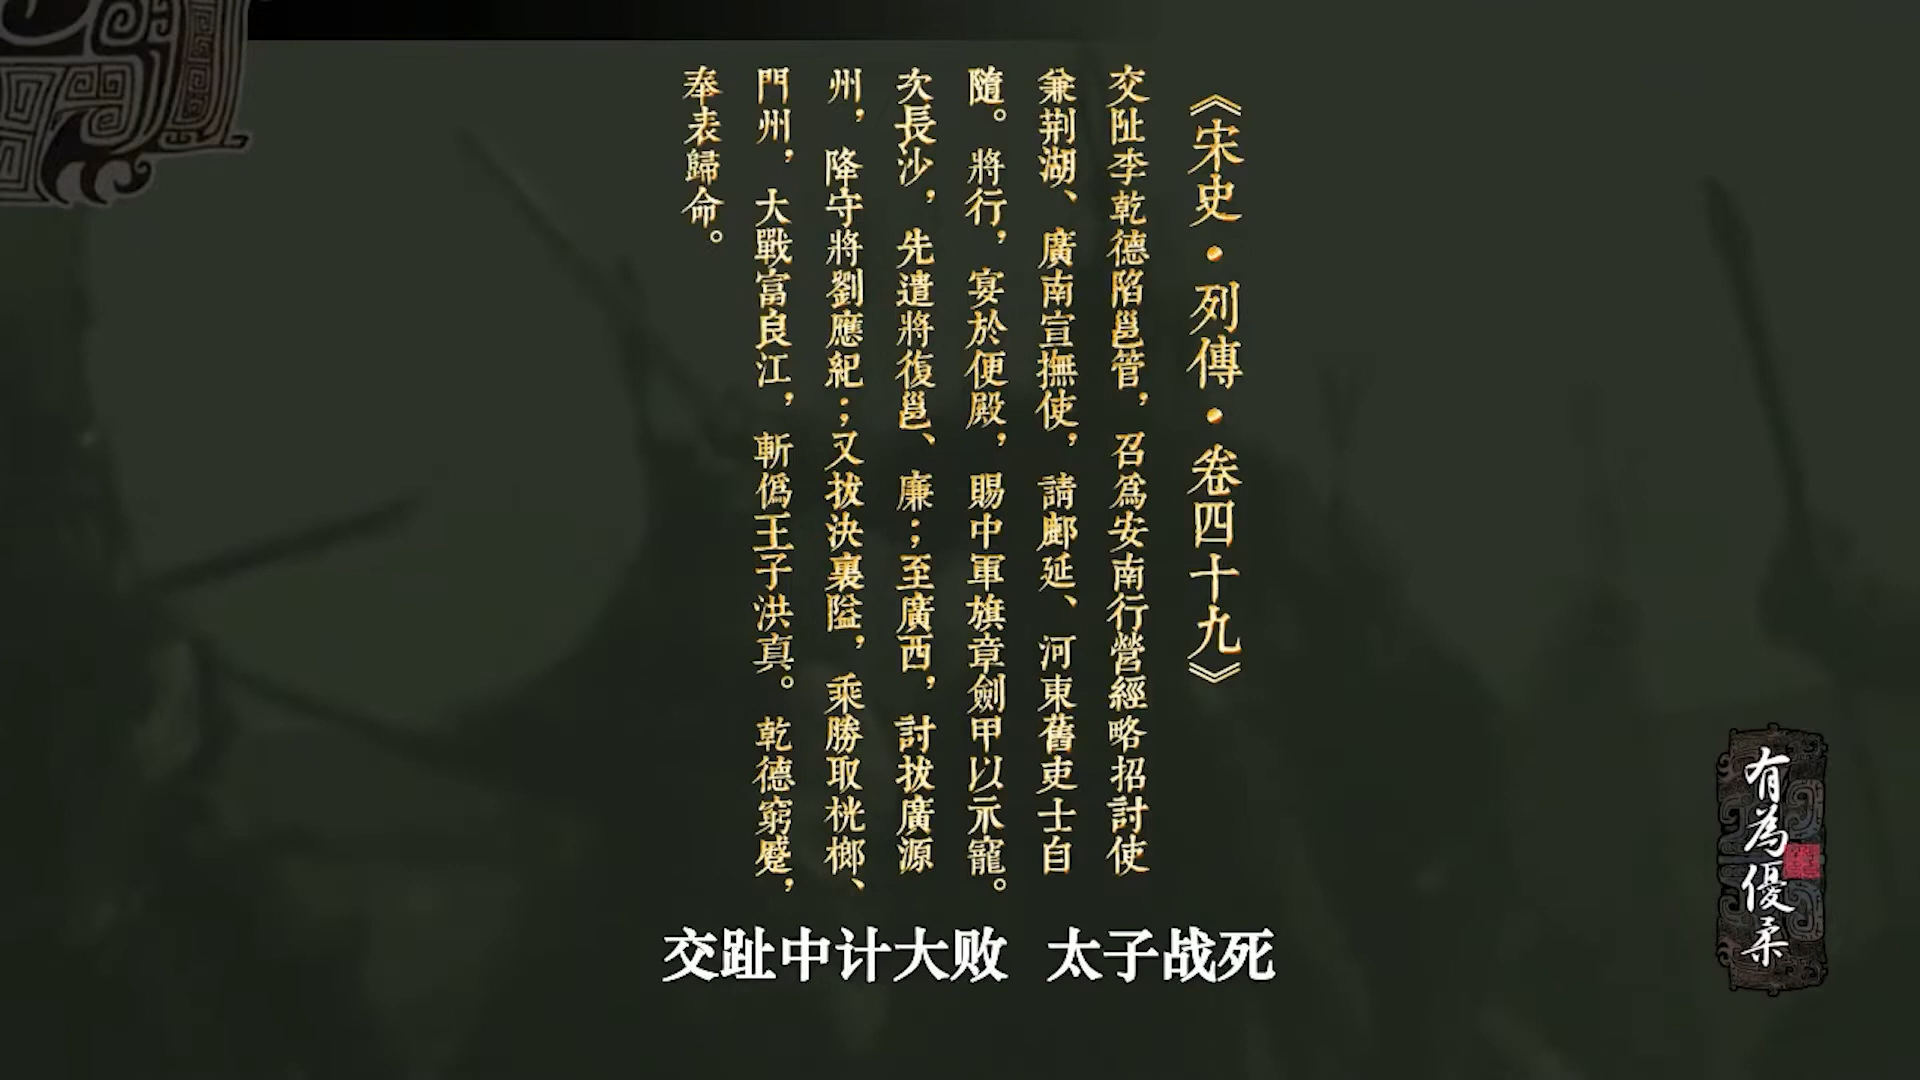 《宋史·列傳·卷四十九》
交阯李乾德陷邕管，召爲安南行營經略招討使
兼荆湖、廣南宣撫使，請鄜延、河東舊吏士自
隨。將行，宴於便殿，賜中軍旗章劍甲以示寵。
次長沙，先遣將復邕、廉；至廣西，討拔廣源
州，降守將劉應紀；又拔決裏隘，乘勝取桄榔、
門州，大戰富良江，斬僞王子洪真。乾德窮蹙，
奉表歸命。
交趾中计大败 太子战死
有為優柔